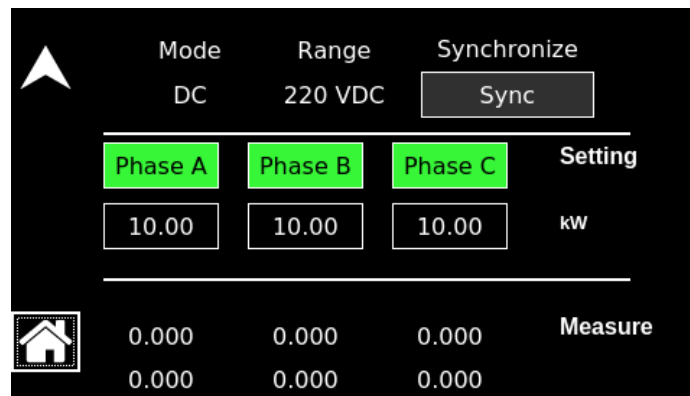 Mode Range Synchronize
DC 220 VDC Sync
Phase A Phase B Phase C Setting
10.00 10.00 10.00 kW
0.000 0.000 0.000 Measure
0.000 0.000 0.000